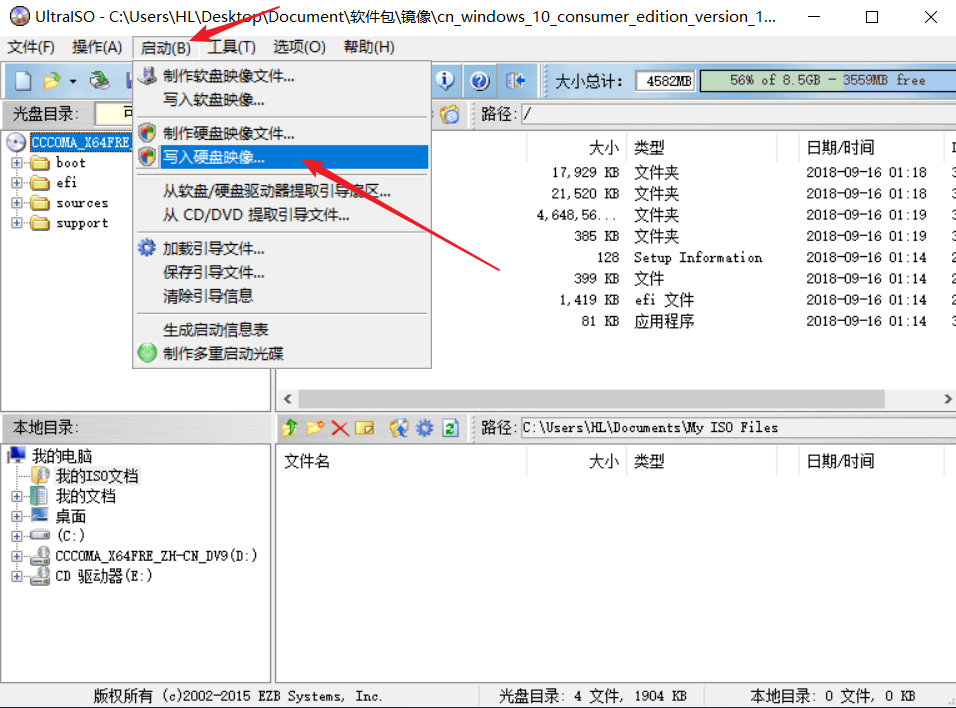 UltraISO - C:\Users\HL\Desktop\Document\软件包\镜像\cn_windows_10_consumer_edition_version_1...
文件(F) 操作(A) 启动(B) 工具(T) 选项(O) 帮助(H)
大小总计: 4582MB 56% of 8.5GB - 3559MB free
光盘目录: 可
路径: /
制作软盘映像文件...
写入软盘映像...
制作硬盘映像文件...
写入硬盘映像...
从软盘/硬盘驱动器提取引导扇区...
从 CD/DVD 提取引导文件...
加载引导文件...
保存引导文件...
清除引导信息
生成启动信息表
制作多重启动光碟
CCCOMA_X64FRE
boot
efi
sources
support
大小 类型 日期/时间
17,929 KB 文件夹 2018-09-16 01:18
21,520 KB 文件夹 2018-09-16 01:18
4,648,56... 文件夹 2018-09-16 01:19
385 KB 文件夹 2018-09-16 01:19
128 Setup Information 2018-09-16 01:14
399 KB 文件 2018-09-16 01:14
1,419 KB efi 文件 2018-09-16 01:14
81 KB 应用程序 2018-09-16 01:14
本地目录:
路径: C:\Users\HL\Documents\My ISO Files
我的电脑
我的ISO文档
我的文档
桌面
(C:)
CCCOMA_X64FRE_ZH-CN_DV9(D:)
CD 驱动器(E:)
文件名 大小 类型 日期/时间
版权所有 (c)2002-2015 EZB Systems, Inc.
光盘目录: 4 文件, 1904 KB
本地目录: 0 文件, 0 KB